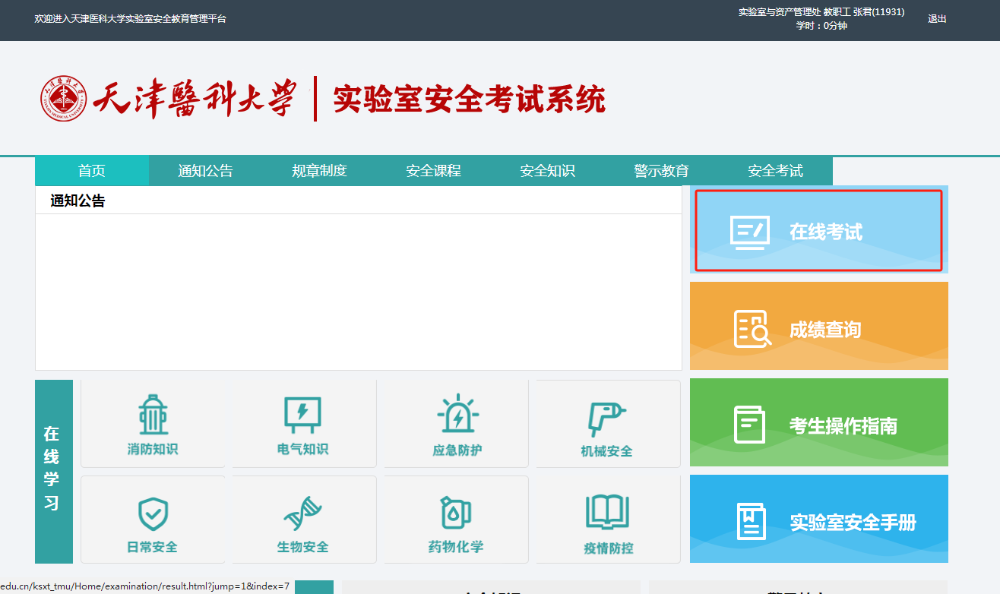 欢迎进入天津医科大学实验室安全教育管理平台
实验室与资产管理处 教职工 张君(11931)
学时：0分钟
退出
天津醫科大学
实验室安全考试系统
首页 通知公告 规章制度 安全课程 安全知识 警示教育 安全考试
通知公告
在线考试
成绩查询
考生操作指南
实验室安全手册
在线学习
消防知识 电气知识 应急防护 机械安全
日常安全 生物安全 药物化学 疫情防控
edu.cn/ksxt_tmu/Home/examination/result.html?jump=1&index=7